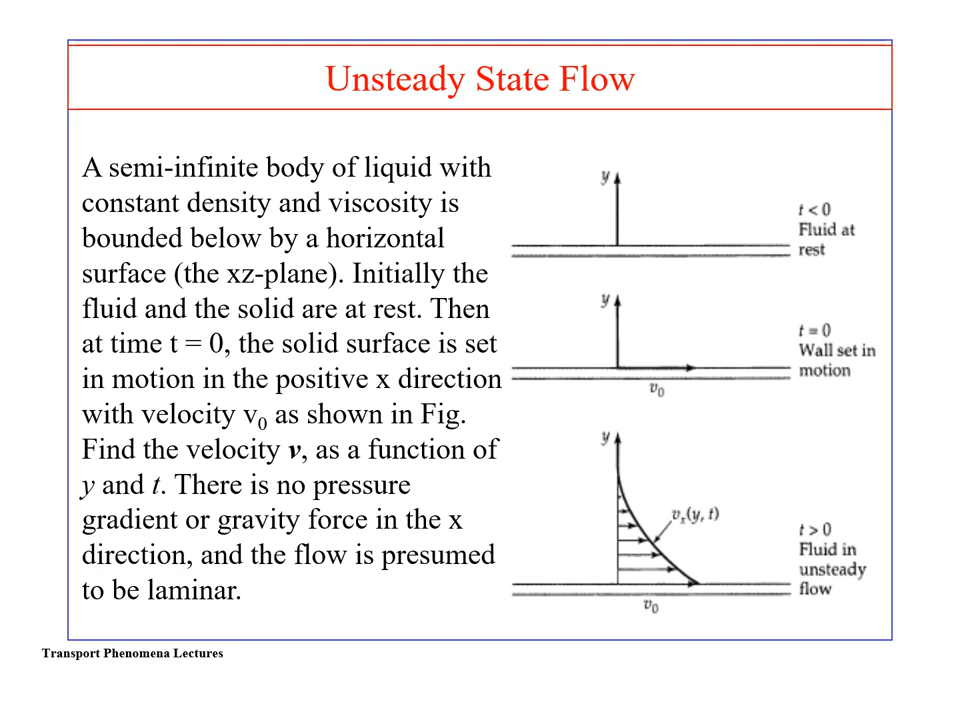 Unsteady State Flow
A semi-infinite body of liquid with
constant density and viscosity is
bounded below by a horizontal
surface (the xz-plane). Initially the
fluid and the solid are at rest. Then
at time t = 0, the solid surface is set
in motion in the positive x direction
with velocity v₀ as shown in Fig.
Find the velocity v, as a function of
y and t. There is no pressure
gradient or gravity force in the x
direction, and the flow is presumed
to be laminar.
y
t < 0
Fluid at
rest
y
t = 0
Wall set in
motion
v₀
y
vₓ(y, t)
t > 0
Fluid in
unsteady
flow
v₀
Transport Phenomena Lectures